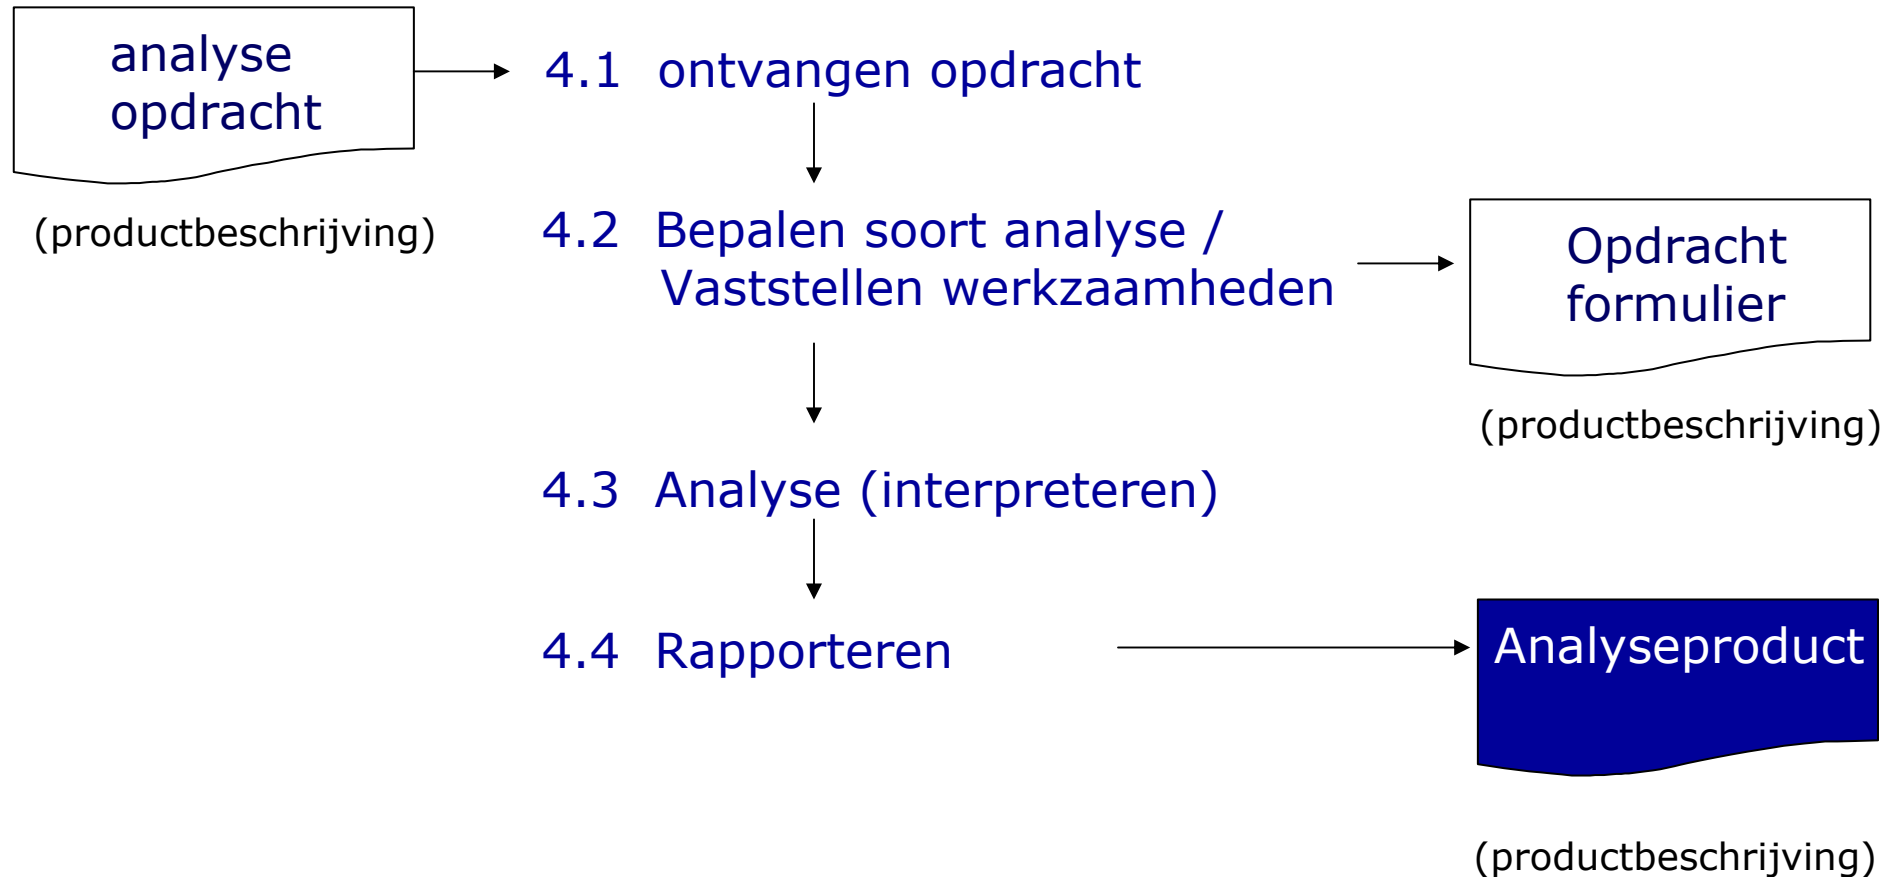 analyse
opdracht
(productbeschrijving)
4.1 ontvangen opdracht
4.2 Bepalen soort analyse /
Vaststellen werkzaamheden
Opdracht
formulier
(productbeschrijving)
4.3 Analyse (interpreteren)
4.4 Rapporteren
Analyseproduct
(productbeschrijving)